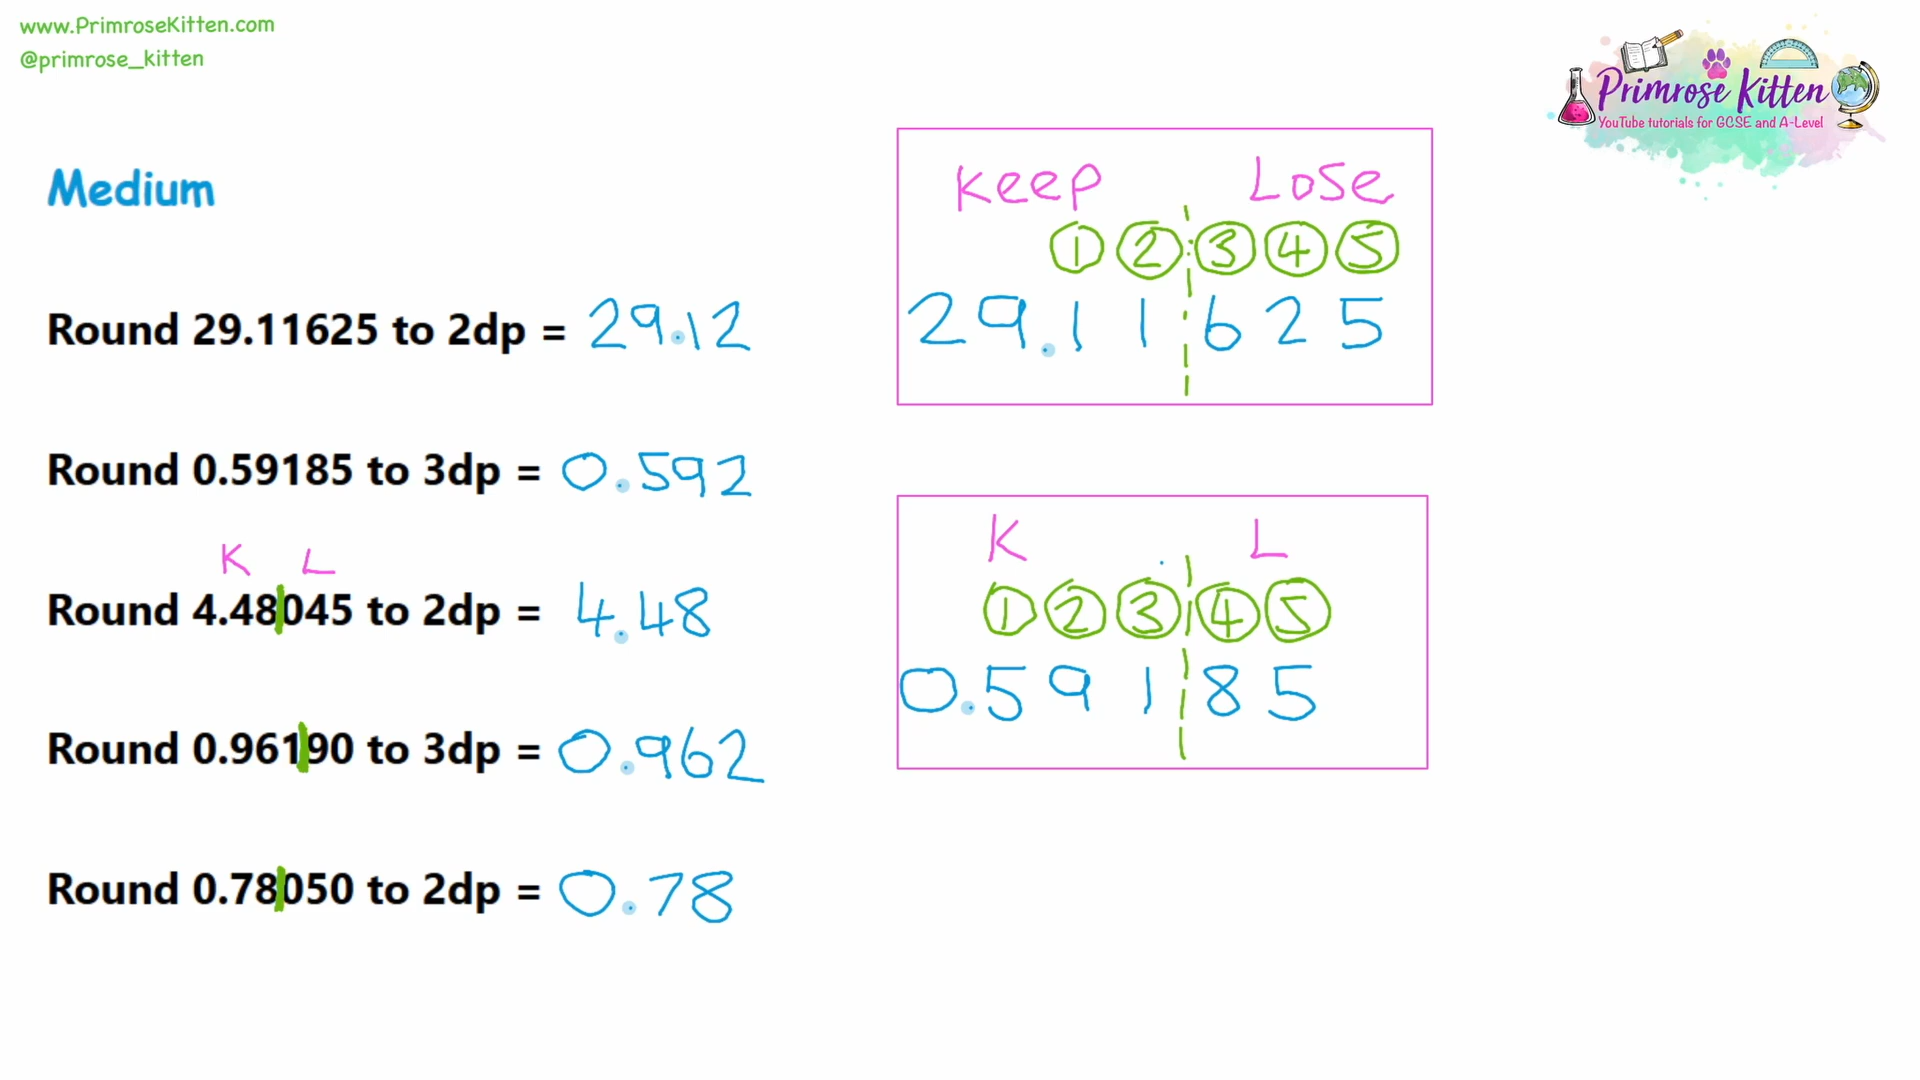 www.PrimroseKitten.com
@primrose_kitten
Primrose Kitten
YouTube tutorials for GCSE and A-Level
Medium
Round 29.11625 to 2dp = 29.12
Round 0.59185 to 3dp = 0.592
K L
Round 4.48045 to 2dp = 4.48
Round 0.96190 to 3dp = 0.962
Round 0.78050 to 2dp = 0.78
Keep Lose
1 2 3 4 5
29.11625
K L
1 2 3 4 5
0.59185